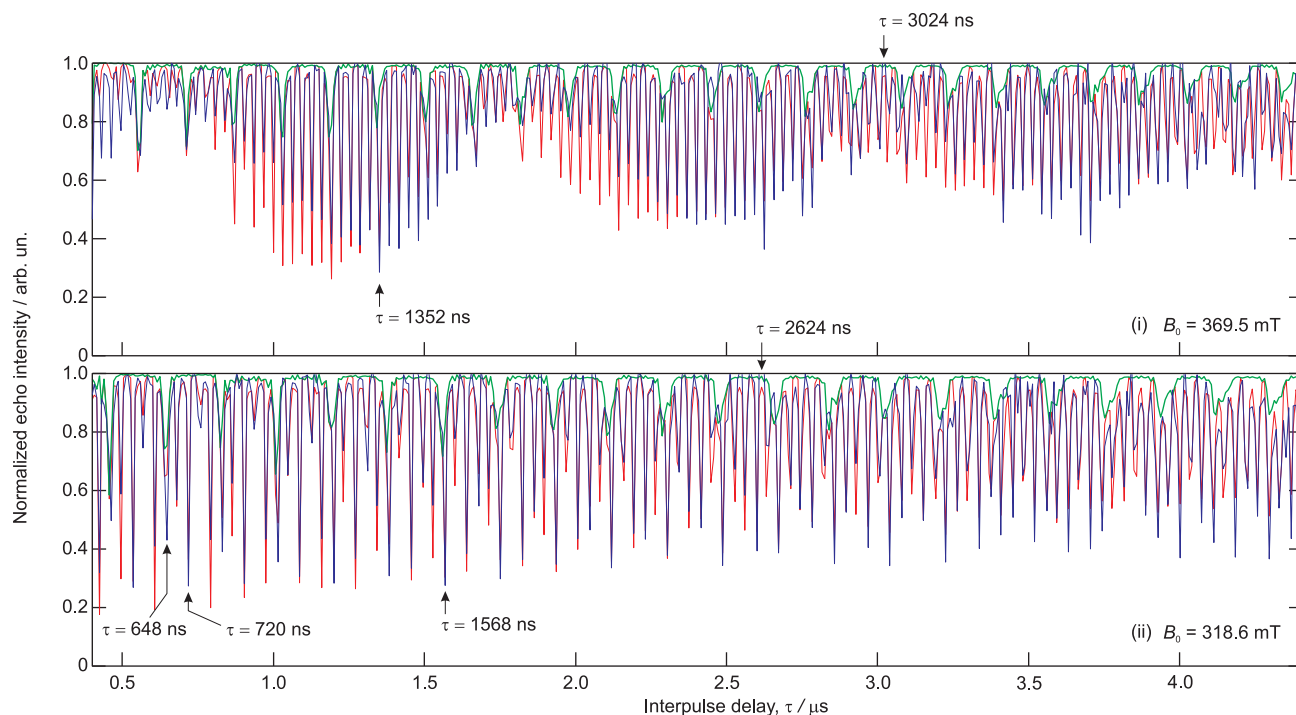 τ = 3024 ns
1.0
0.8
0.6
0.4
0.2
0
τ = 1352 ns
τ = 2624 ns
(i) B₀ = 369.5 mT
Normalized echo intensity / arb. un.
1.0
0.8
0.6
0.4
0.2
0
τ = 648 ns
τ = 720 ns
τ = 1568 ns
(ii) B₀ = 318.6 mT
0.5 1.0 1.5 2.0 2.5 3.0 3.5 4.0
Interpulse delay, τ / μs